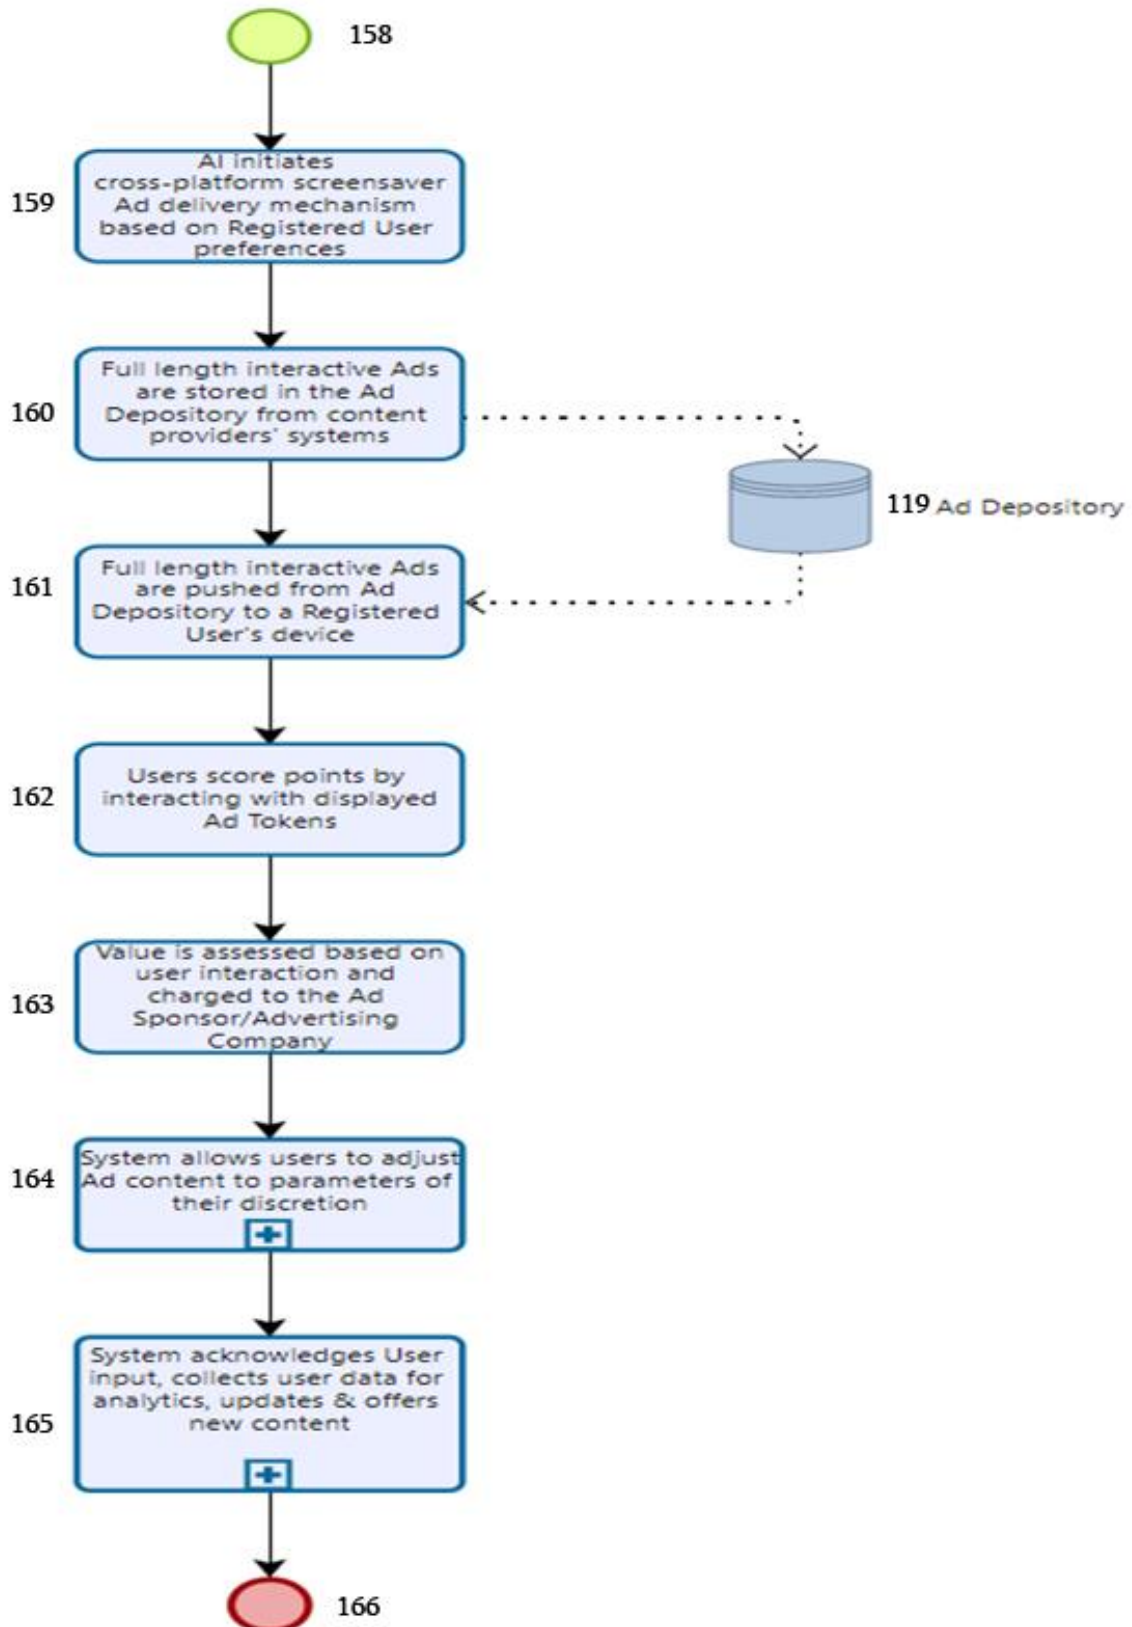 158
159
AI initiates
cross-platform screensaver
Ad delivery mechanism
based on Registered User
preferences
160
Full length interactive Ads
are stored in the Ad
Depository from content
providers' systems
119 Ad Depository
161
Full length interactive Ads
are pushed from Ad
Depository to a Registered
User's device
162
Users score points by
interacting with displayed
Ad Tokens
163
Value is assessed based on
user interaction and
charged to the Ad
Sponsor/Advertising
Company
164
System allows users to adjust
Ad content to parameters of
their discretion
165
System acknowledges User
input, collects user data for
analytics, updates & offers
new content
166